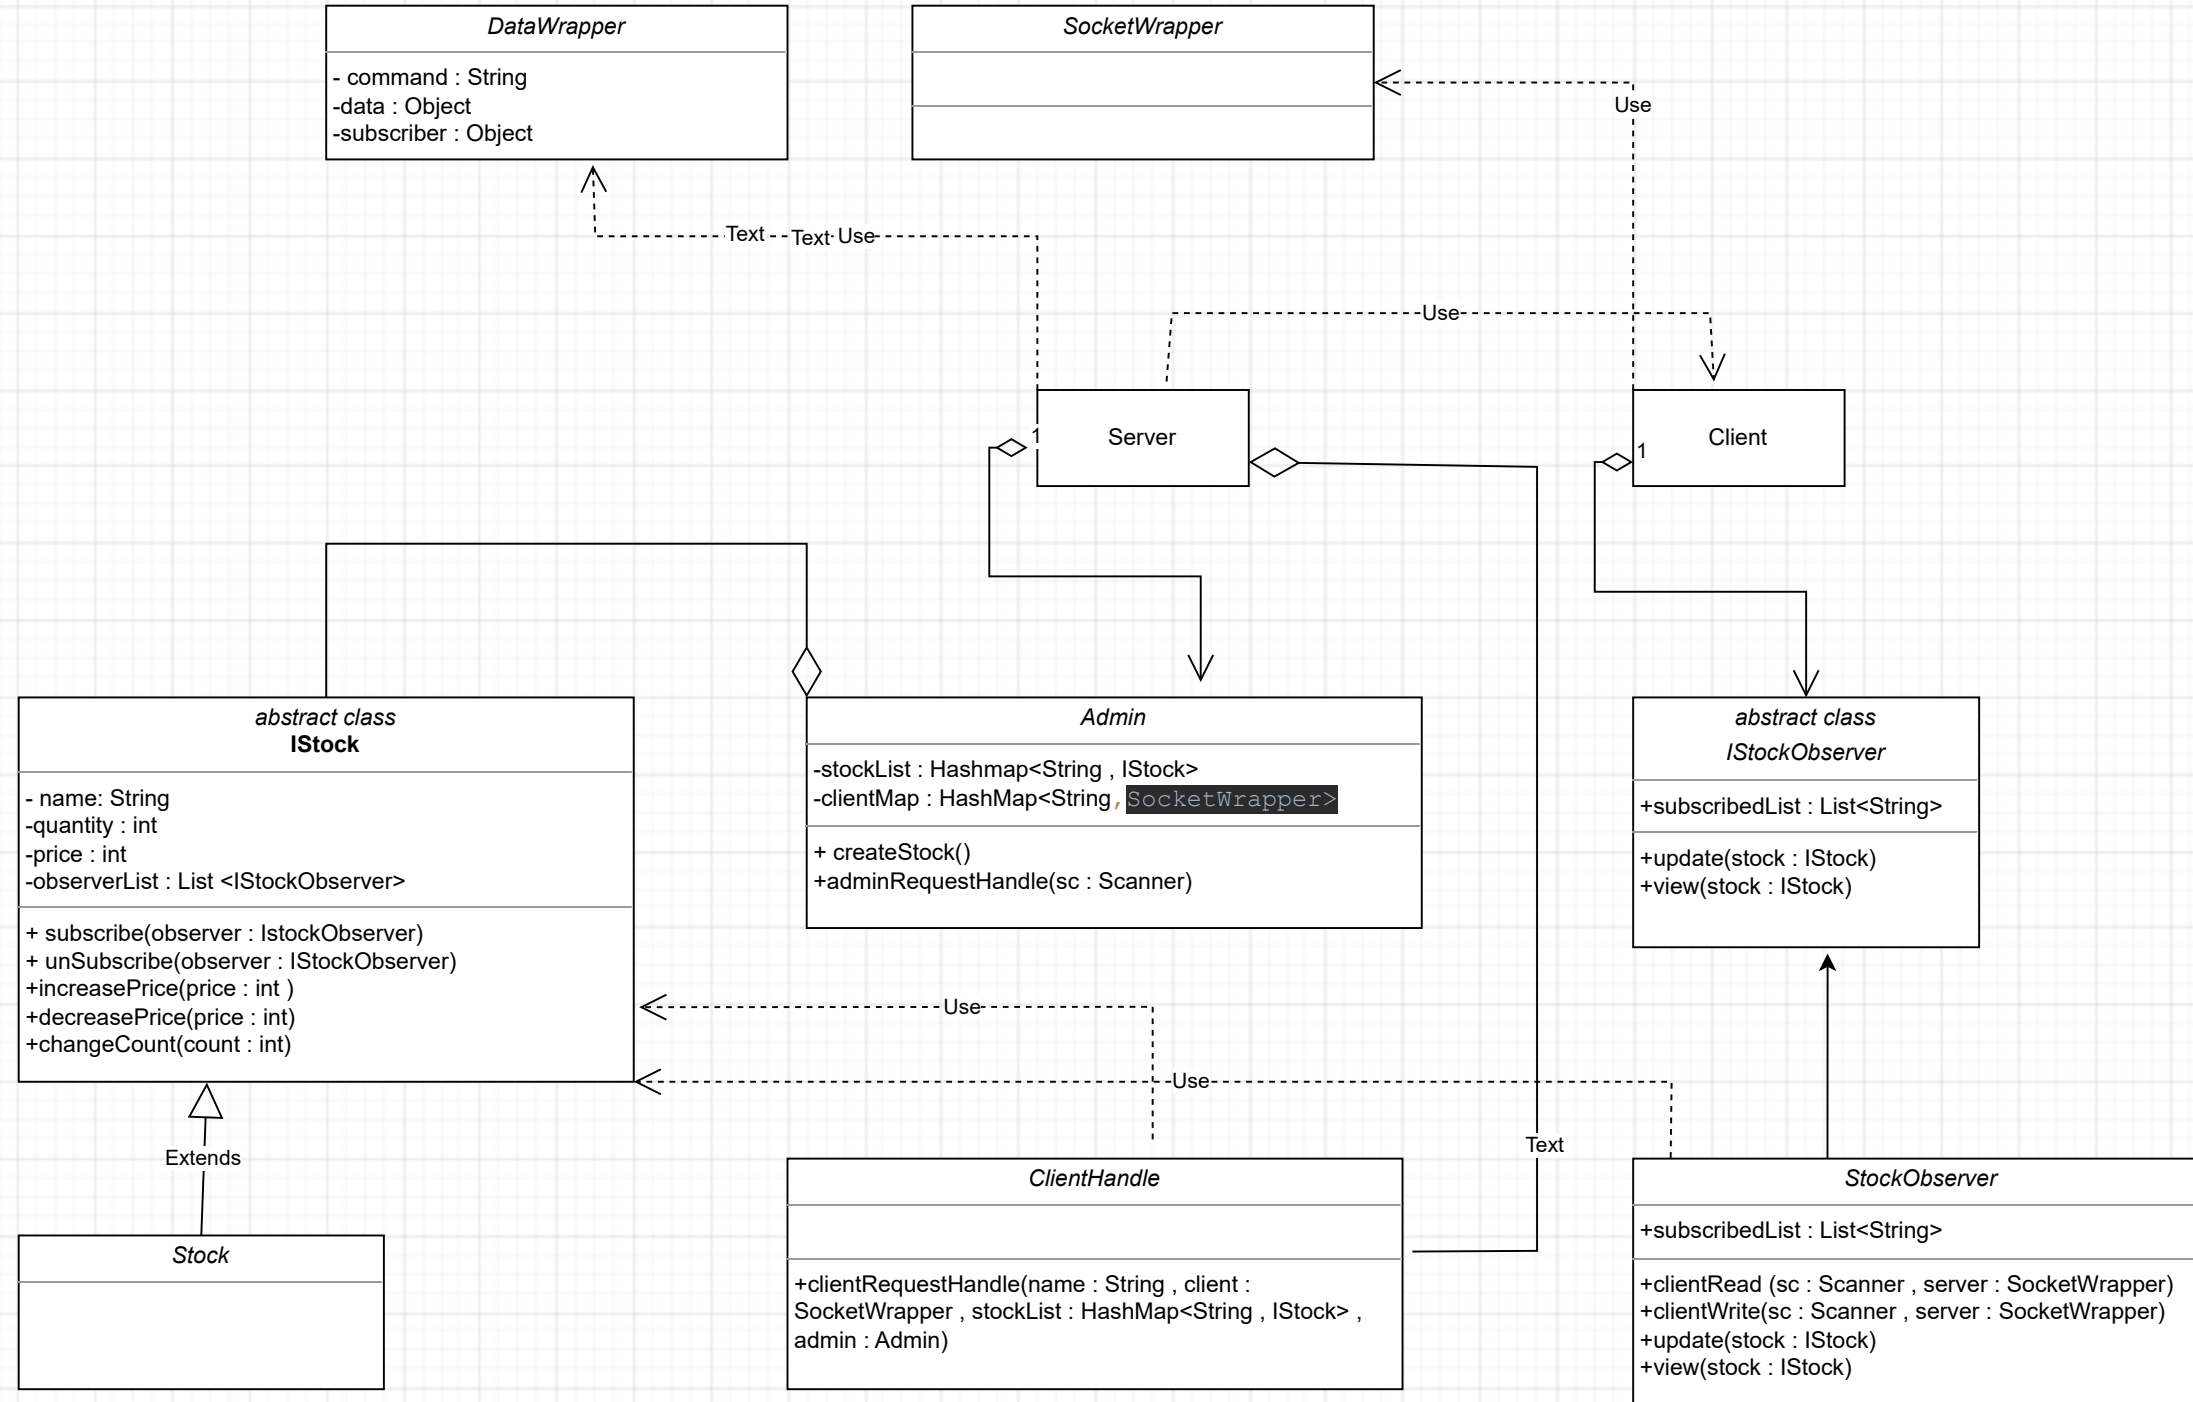 DataWrapper
- command : String
-data : Object
-subscriber : Object
SocketWrapper
Use
Text
Text
Use
Use
Server
1
Client
1
abstract class
IStock
- name: String
-quantity : int
-price : int
-observerList : List <IStockObserver>
+ subscribe(observer : IstockObserver)
+ unSubscribe(observer : IStockObserver)
+increasePrice(price : int )
+decreasePrice(price : int)
+changeCount(count : int)
Admin
-stockList : Hashmap<String , IStock>
-clientMap : HashMap<String,SocketWrapper>
+ createStock()
+adminRequestHandle(sc : Scanner)
abstract class
IStockObserver
+subscribedList : List<String>
+update(stock : IStock)
+view(stock : IStock)
Use
Use
Extends
Text
Stock
ClientHandle
+clientRequestHandle(name : String , client :
SocketWrapper , stockList : HashMap<String , IStock> ,
admin : Admin)
StockObserver
+subscribedList : List<String>
+clientRead (sc : Scanner , server : SocketWrapper)
+clientWrite(sc : Scanner , server : SocketWrapper)
+update(stock : IStock)
+view(stock : IStock)